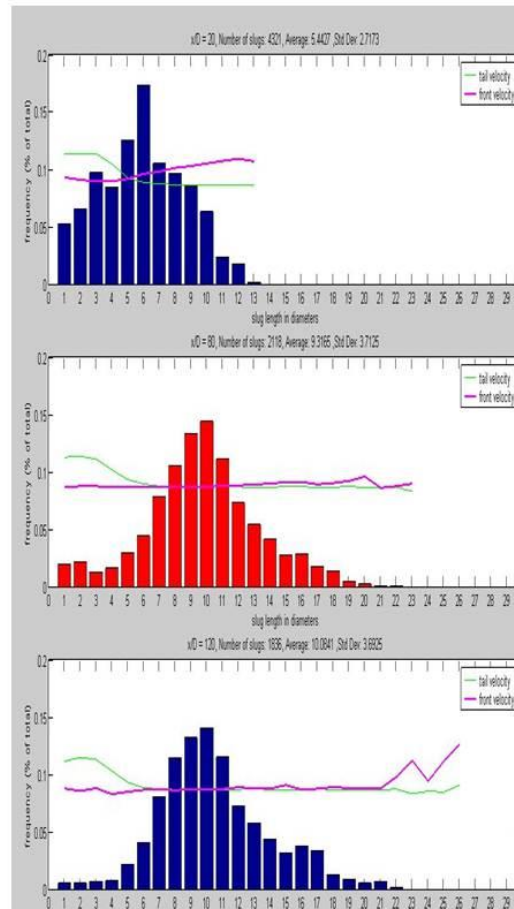 x/D = 20, Number of slugs: 4321, Average: 5.4427 ,Std Dev: 2.7173
0.2
tail velocity
front velocity
0.15
0.1
0.05
0
frequency (% of total)
0 1 2 3 4 5 6 7 8 9 10 11 12 13 14 15 16 17 18 19 20 21 22 23 24 25 26 27 28 29
slug length in diameters
x/D = 80, Number of slugs: 2118, Average: 9.3165 ,Std Dev: 3.7125
0.2
tail velocity
front velocity
0.15
0.1
0.05
0
frequency (% of total)
0 1 2 3 4 5 6 7 8 9 10 11 12 13 14 15 16 17 18 19 20 21 22 23 24 25 26 27 28 29
slug length in diameters
x/D = 120, Number of slugs: 1836, Average: 10.0841 ,Std Dev: 3.6925
0.2
tail velocity
front velocity
0.15
0.1
0.05
0
frequency (% of total)
0 1 2 3 4 5 6 7 8 9 10 11 12 13 14 15 16 17 18 19 20 21 22 23 24 25 26 27 28 29